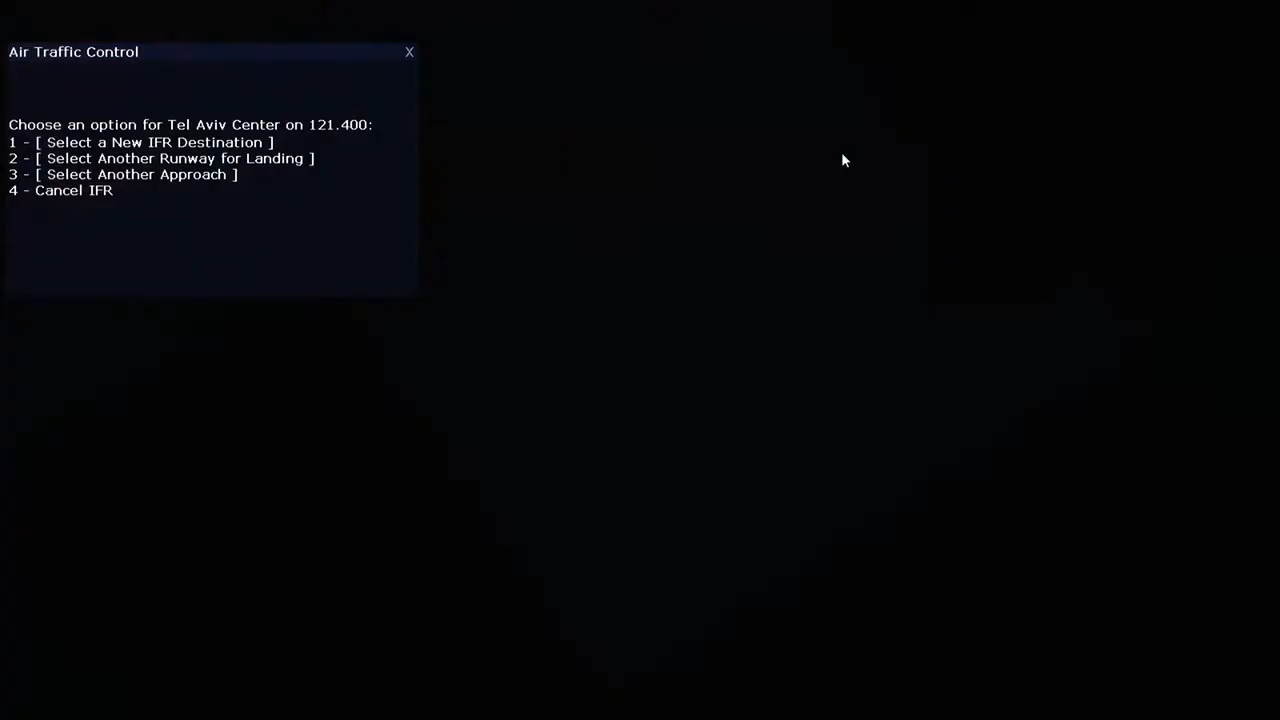 Air Traffic Control X
Choose an option for Tel Aviv Center on 121.400:
1 - [ Select a New IFR Destination ]
2 - [ Select Another Runway for Landing ]
3 - [ Select Another Approach ]
4 - Cancel IFR